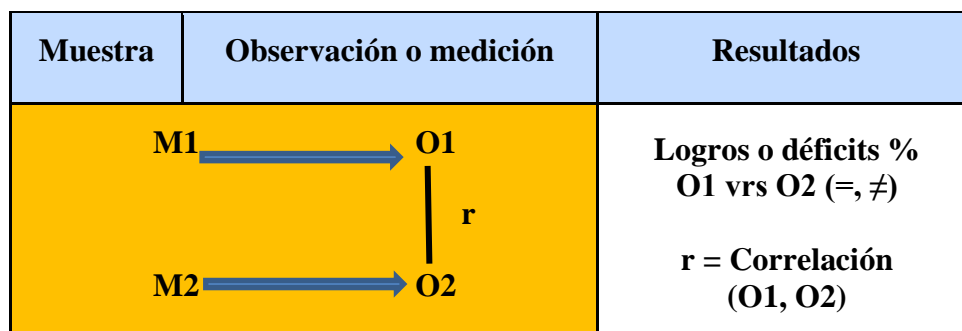 Muestra
Observación o medición
Resultados
M1
O1
r
M2
O2
Logros o déficits %
O1 vrs O2 (=, ≠)
r = Correlación
(O1, O2)